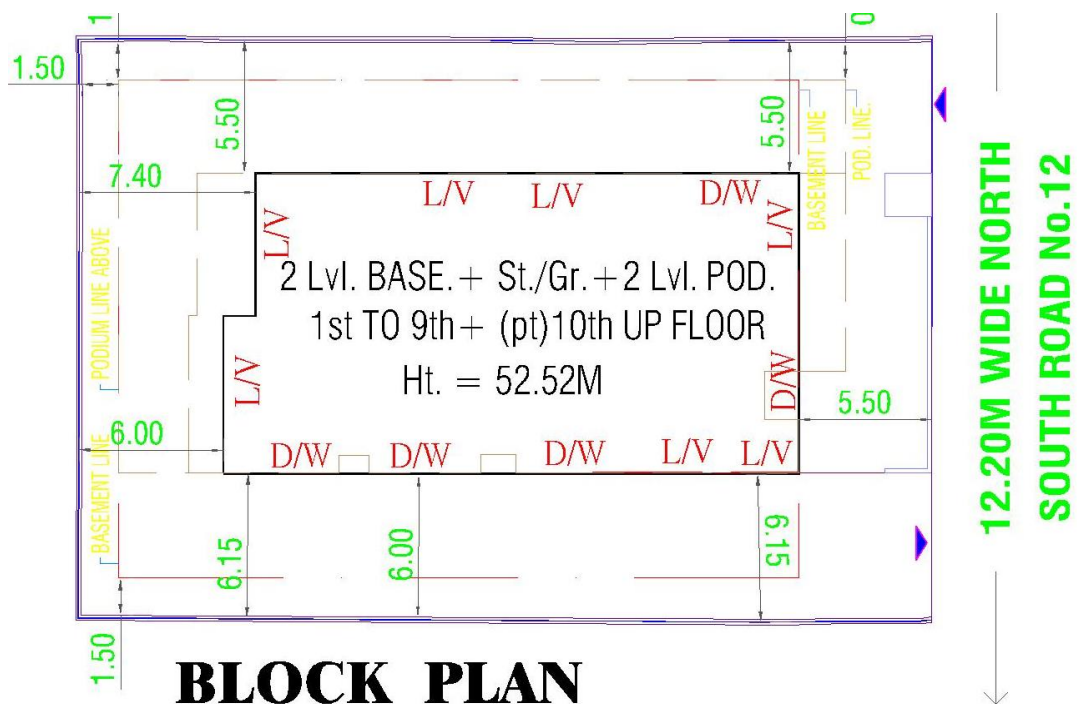 1
0
1.50
5.50
5.50
7.40
L/V
L/V
D/W
L/V
L/V
BASEMENT LINE
POD. LINE.
PODIUM LINE ABOVE
2 Lvl. BASE.+ St./Gr.+2 Lvl. POD.
1st TO 9th+ (pt)10th UP FLOOR
Ht. = 52.52M
L/V
D/W
5.50
6.00
BASEMENT LINE
D/W
D/W
D/W
L/V
L/V
6.15
6.00
6.15
1.50
12.20M WIDE NORTH
SOUTH ROAD No.12
BLOCK PLAN